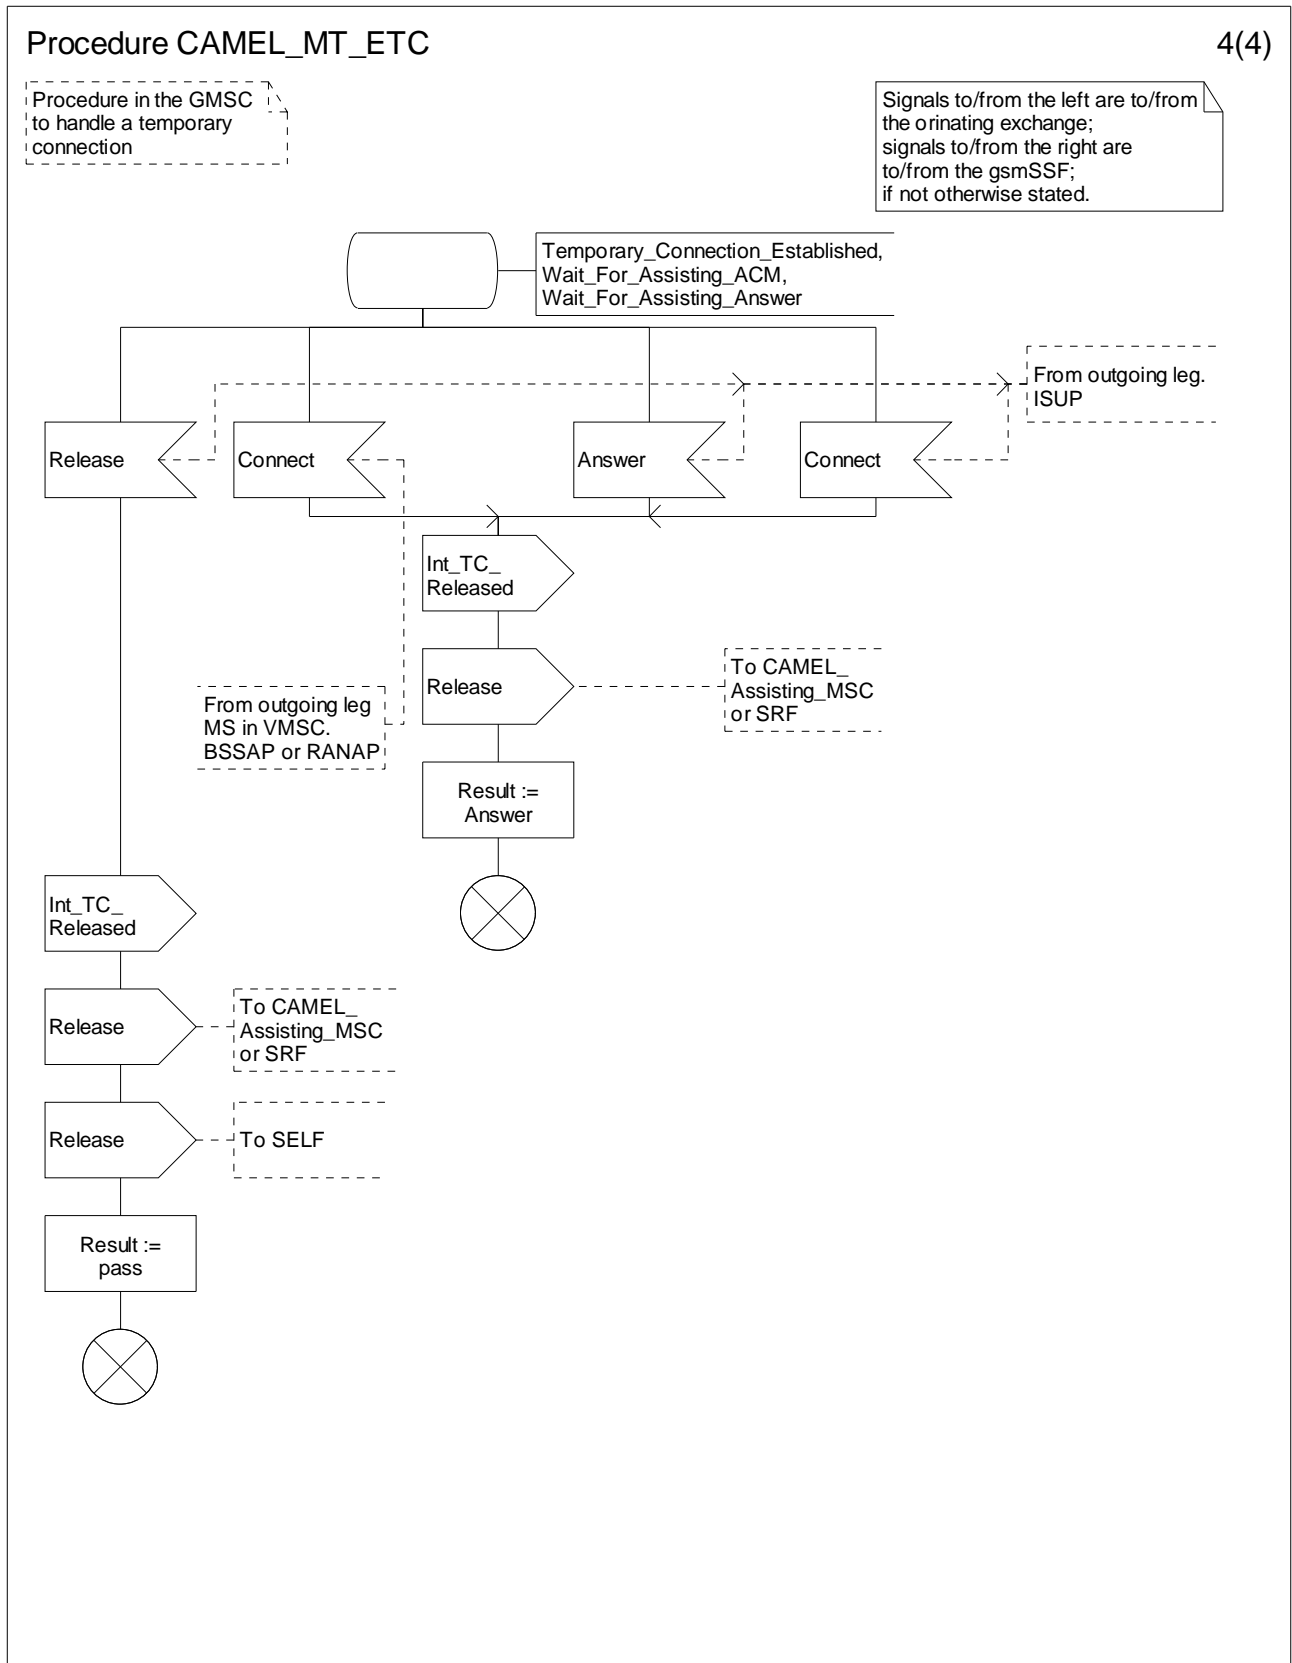 Procedure CAMEL_MT_ETC
4(4)
Procedure in the GMSC
to handle a temporary
connection
Signals to/from the left are to/from
the orinating exchange;
signals to/from the right are
to/from the gsmSSF;
if not otherwise stated.
Temporary_Connection_Established,
Wait_For_Assisting_ACM,
Wait_For_Assisting_Answer
From outgoing leg.
ISUP
Release
Connect
Answer
Connect
Int_TC_
Released
Release
To CAMEL_
Assisting_MSC
or SRF
From outgoing leg
MS in VMSC.
BSSAP or RANAP
Result :=
Answer
Int_TC_
Released
Release
To CAMEL_
Assisting_MSC
or SRF
Release
To SELF
Result :=
pass